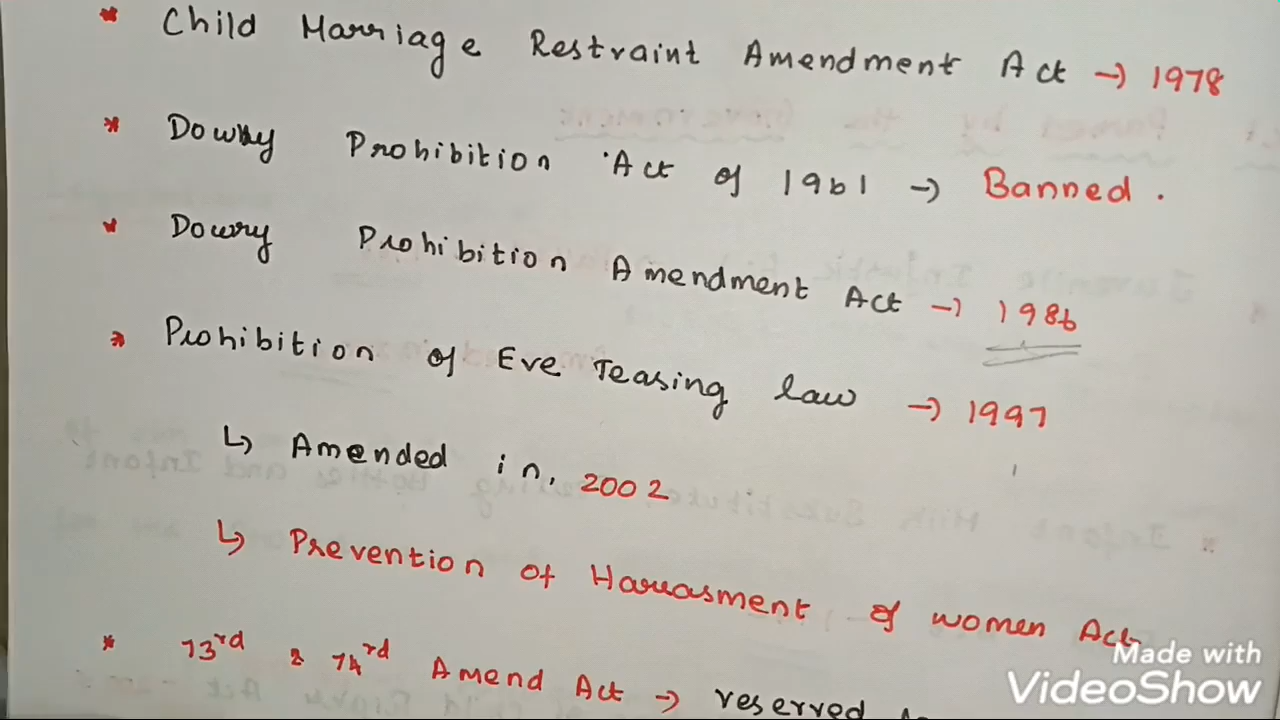 * Child Marriage Restraint Amendment Act → 1978
* Dowry Prohibition Act of 1961 → Banned.
* Dowry Prohibition Amendment Act → 1986
* Prohibition of Eve Teasing law → 1997
↳ Amended in, 2002
↳ Prevention of Harrasment of women Act
* 73rd & 74rd Amend Act → reserved
Made with
VideoShow